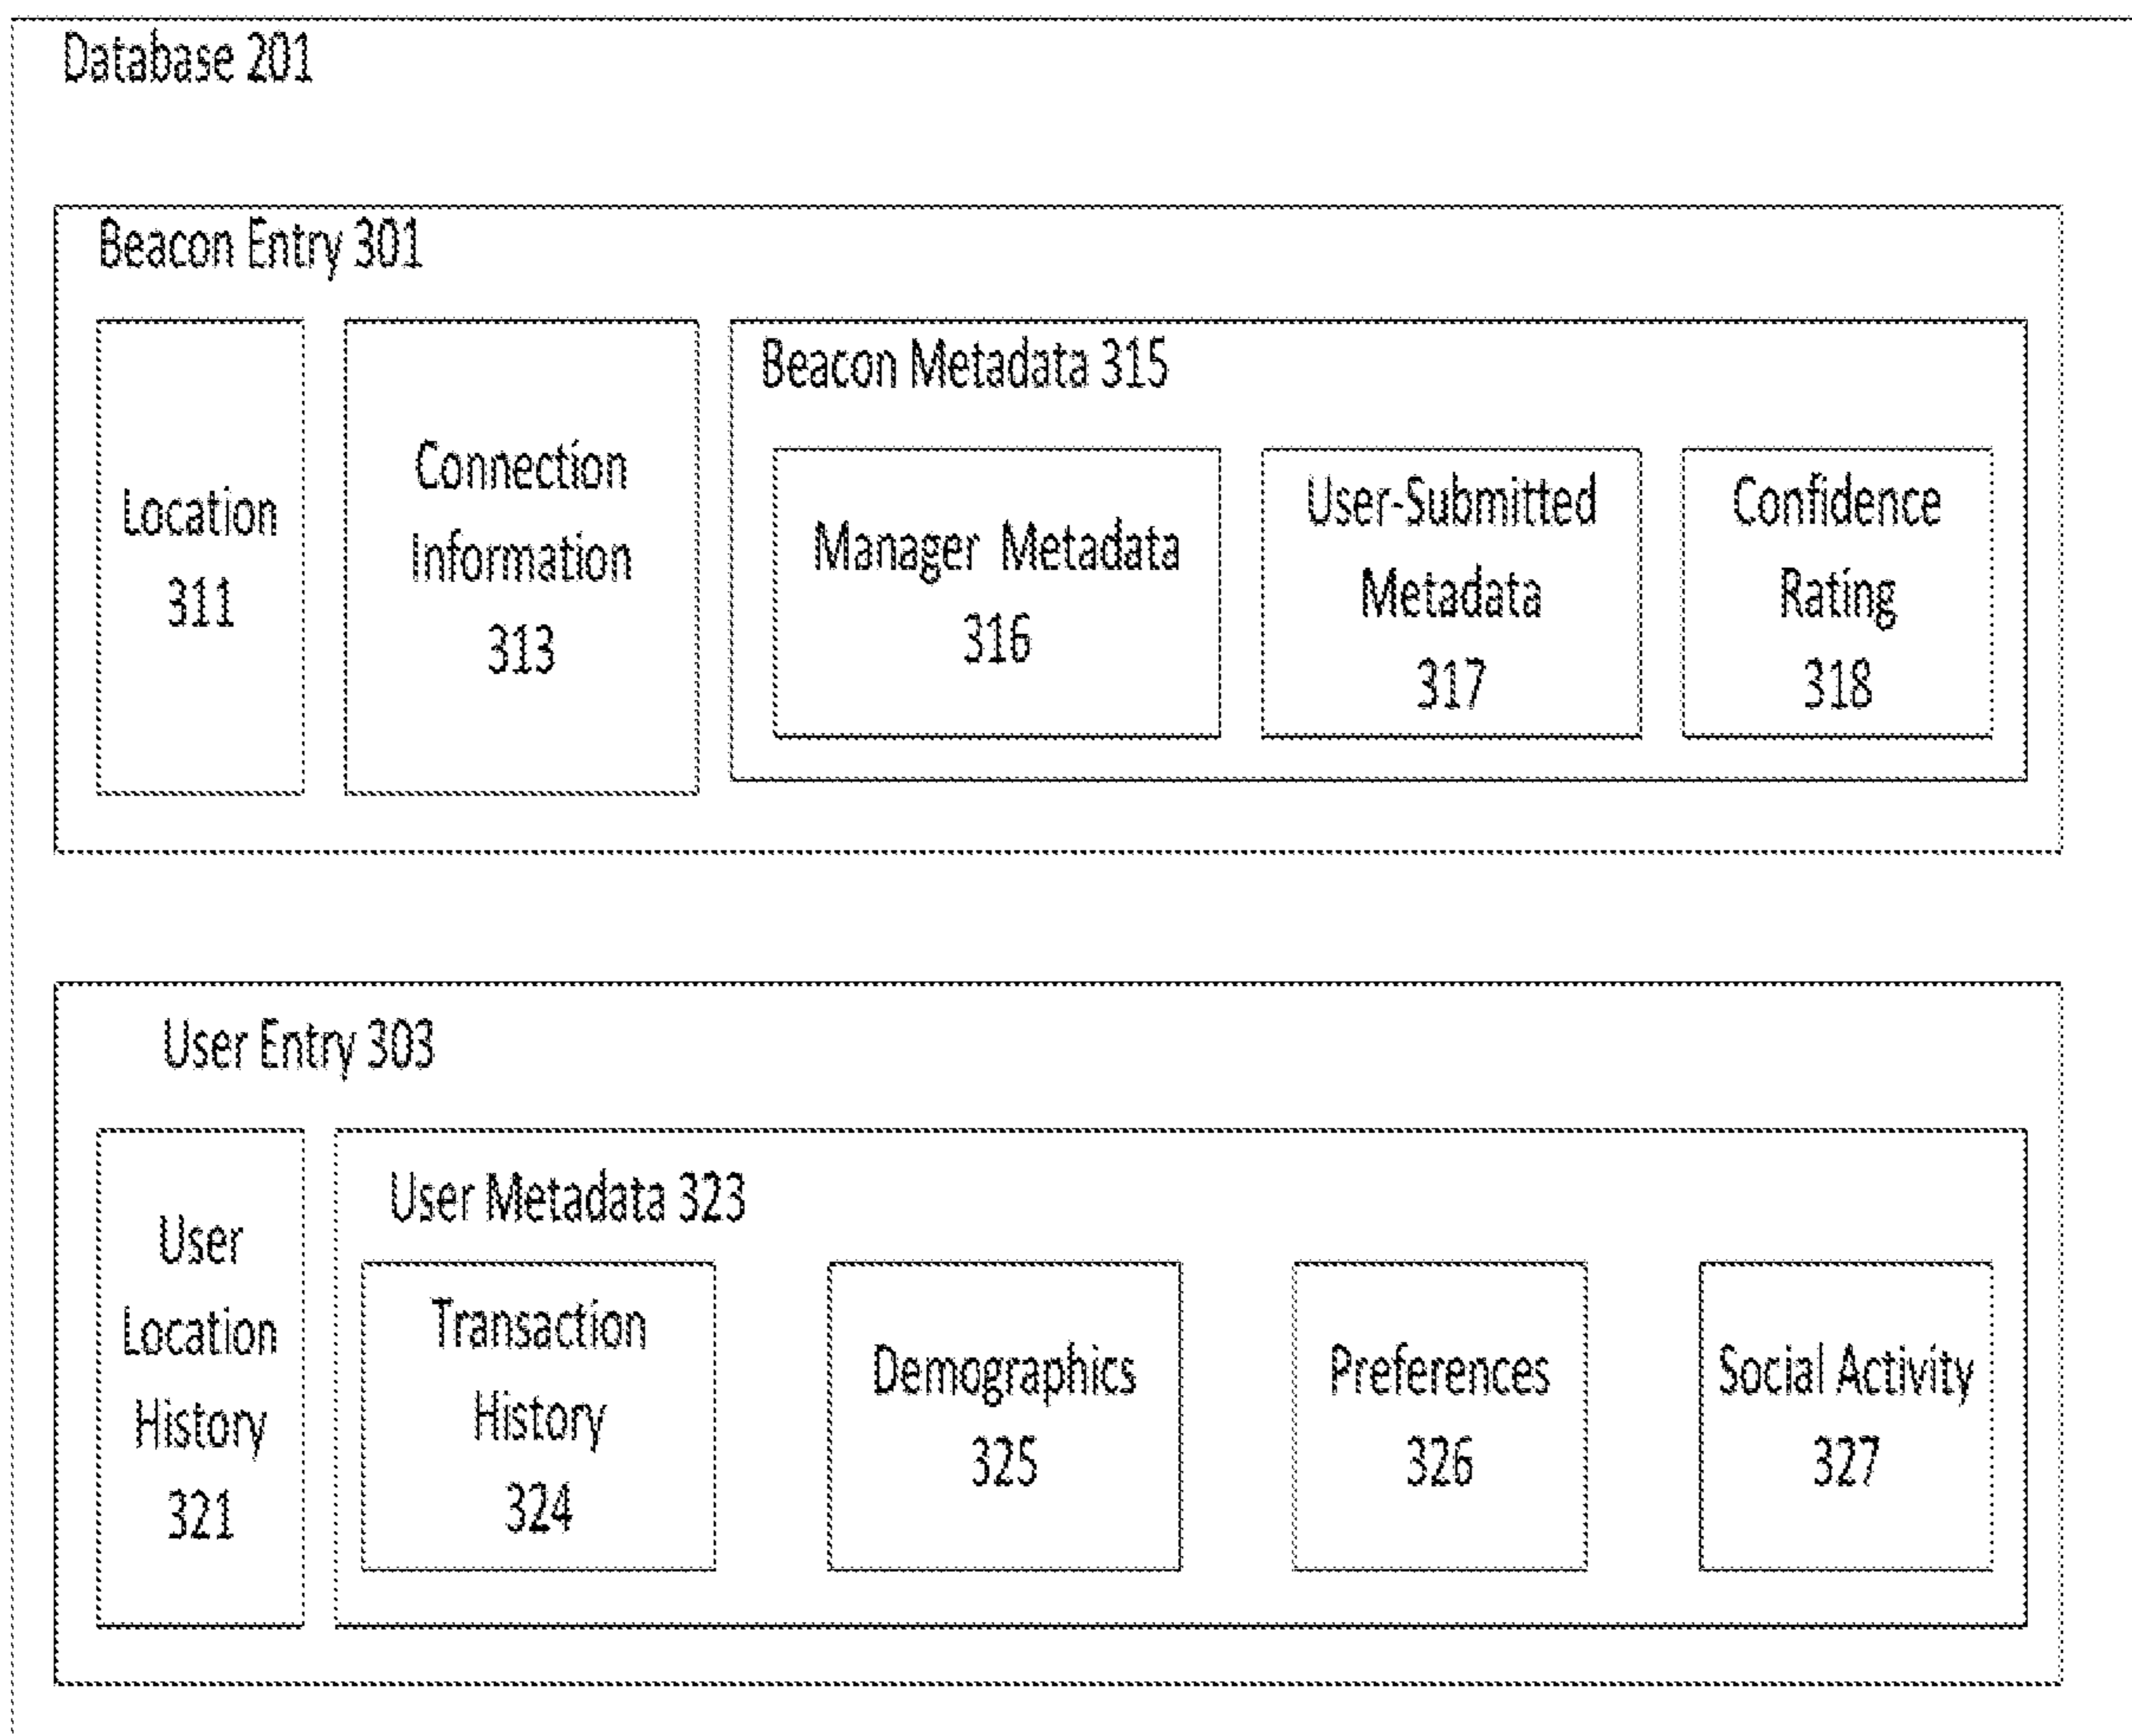 Database 201
Beacon Entry 301
Location
311
Connection
Information
313
Beacon Metadata 315
Manager Metadata
316
User-Submitted
Metadata
317
Confidence
Rating
318
User Entry 303
User
Location
History
321
User Metadata 323
Transaction
History
324
Demographics
325
Preferences
326
Social Activity
327